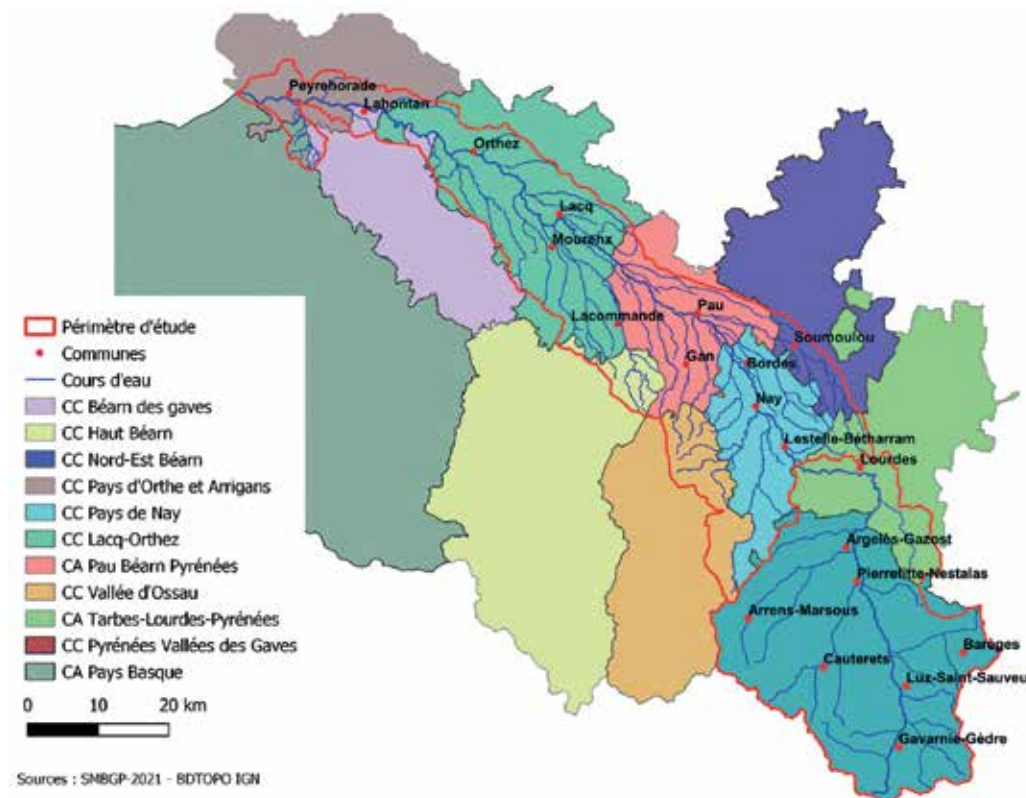 Peyrehorade
Lahontan
Orthez
Lacq
Mourenx
Pau
Lacommande
Soumoulou
Gan
Bordes
Nay
Lestelle-Bétharram
Lourdes
Argelès-Gazost
Pierrefitte-Nestalas
Arrens-Marsous
Barèges
Cauterets
Luz-Saint-Sauveu
Gavarnie-Gèdre
Périmètre d'étude
Communes
Cours d'eau
CC Béarn des gaves
CC Haut Béarn
CC Nord-Est Béarn
CC Pays d'Orthe et Arrigans
CC Pays de Nay
CC Lacq-Orthez
CA Pau Béarn Pyrénées
CC Vallée d'Ossau
CA Tarbes-Lourdes-Pyrénées
CC Pyrénées Vallées des Gaves
CA Pays Basque
0 10 20 km
Sources : SMBGP-2021 - BDTOPO IGN